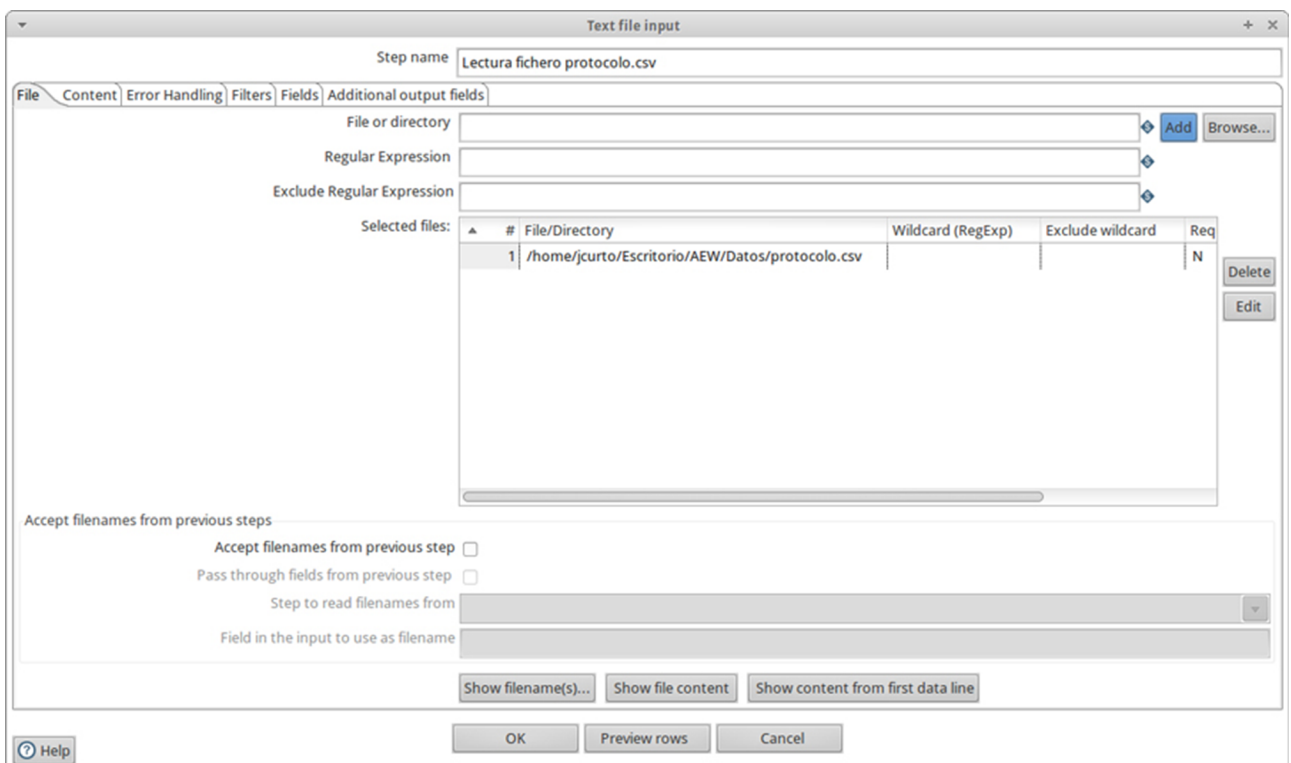 Text file input
Step name Lectura fichero protocolo.csv
File Content Error Handling Filters Fields Additional output fields
File or directory Add Browse...
Regular Expression
Exclude Regular Expression
Selected files: # File/Directory Wildcard (RegExp) Exclude wildcard Req
1 /home/jcurto/Escritorio/AEW/Datos/protocolo.csv N
Delete
Edit
Accept filenames from previous steps
Accept filenames from previous step
Pass through fields from previous step
Step to read filenames from
Field in the input to use as filename
Show filename(s)... Show file content Show content from first data line
OK Preview rows Cancel
Help